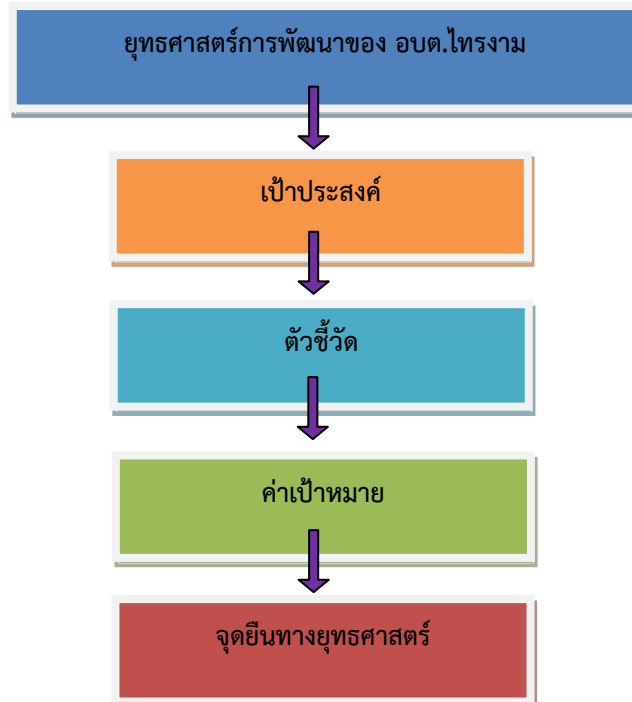 ยุทธศาสตร์การพัฒนาของ อบต.ไทรงาม
เป้าประสงค์
ตัวชี้วัด
ค่าเป้าหมาย
จุดยืนทางยุทธศาสตร์